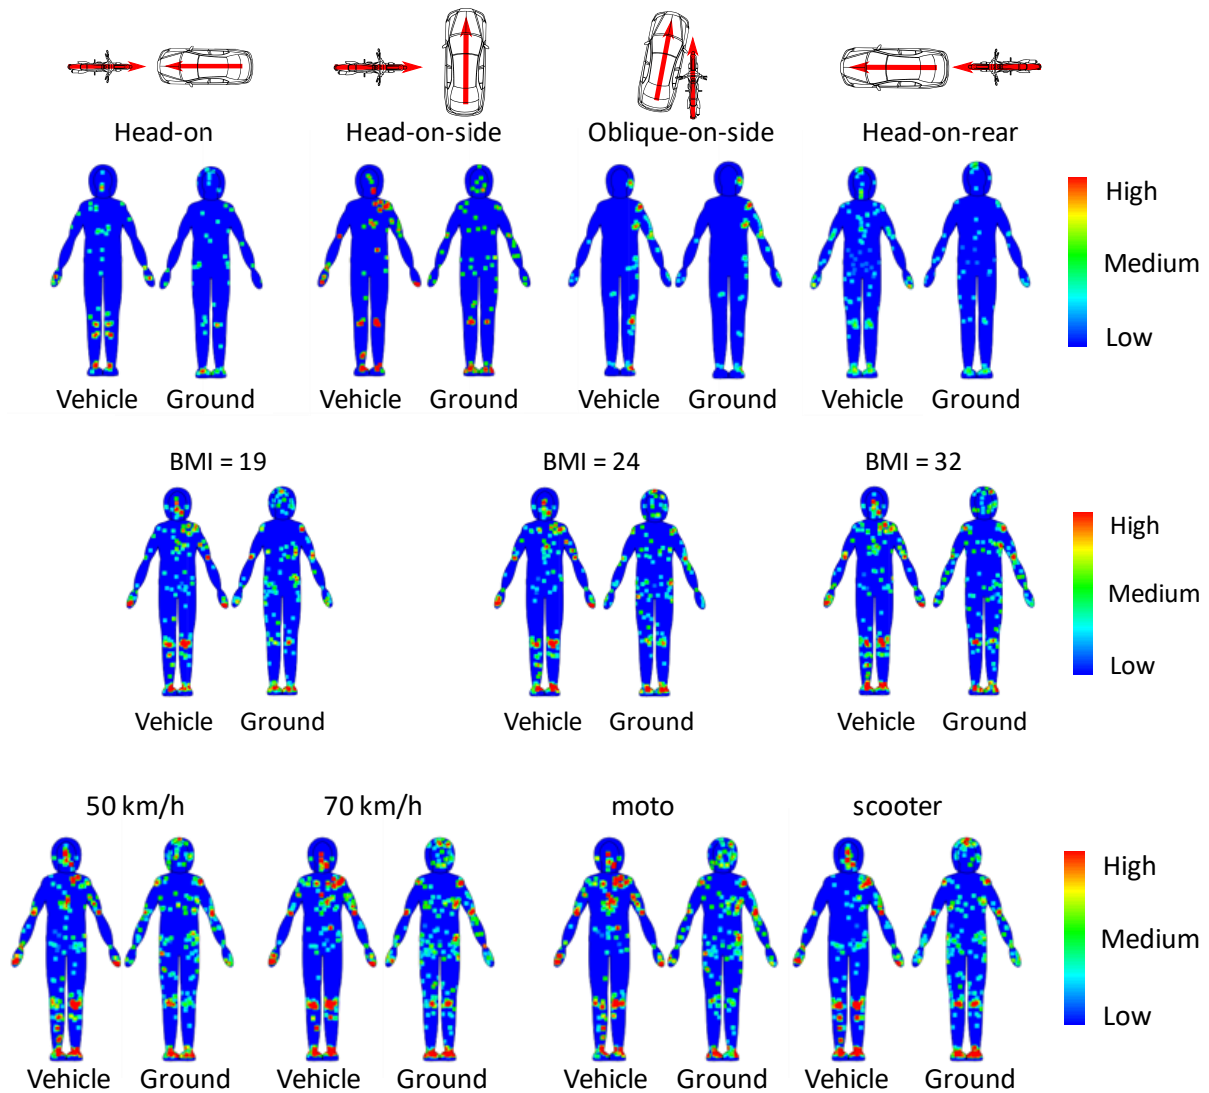 Head-on Head-on-side Oblique-on-side Head-on-rear
High
Medium
Low
Vehicle Ground Vehicle Ground Vehicle Ground Vehicle Ground
BMI = 19 BMI = 24 BMI = 32
High
Medium
Low
Vehicle Ground Vehicle Ground Vehicle Ground
50 km/h 70 km/h moto scooter
High
Medium
Low
Vehicle Ground Vehicle Ground Vehicle Ground Vehicle Ground